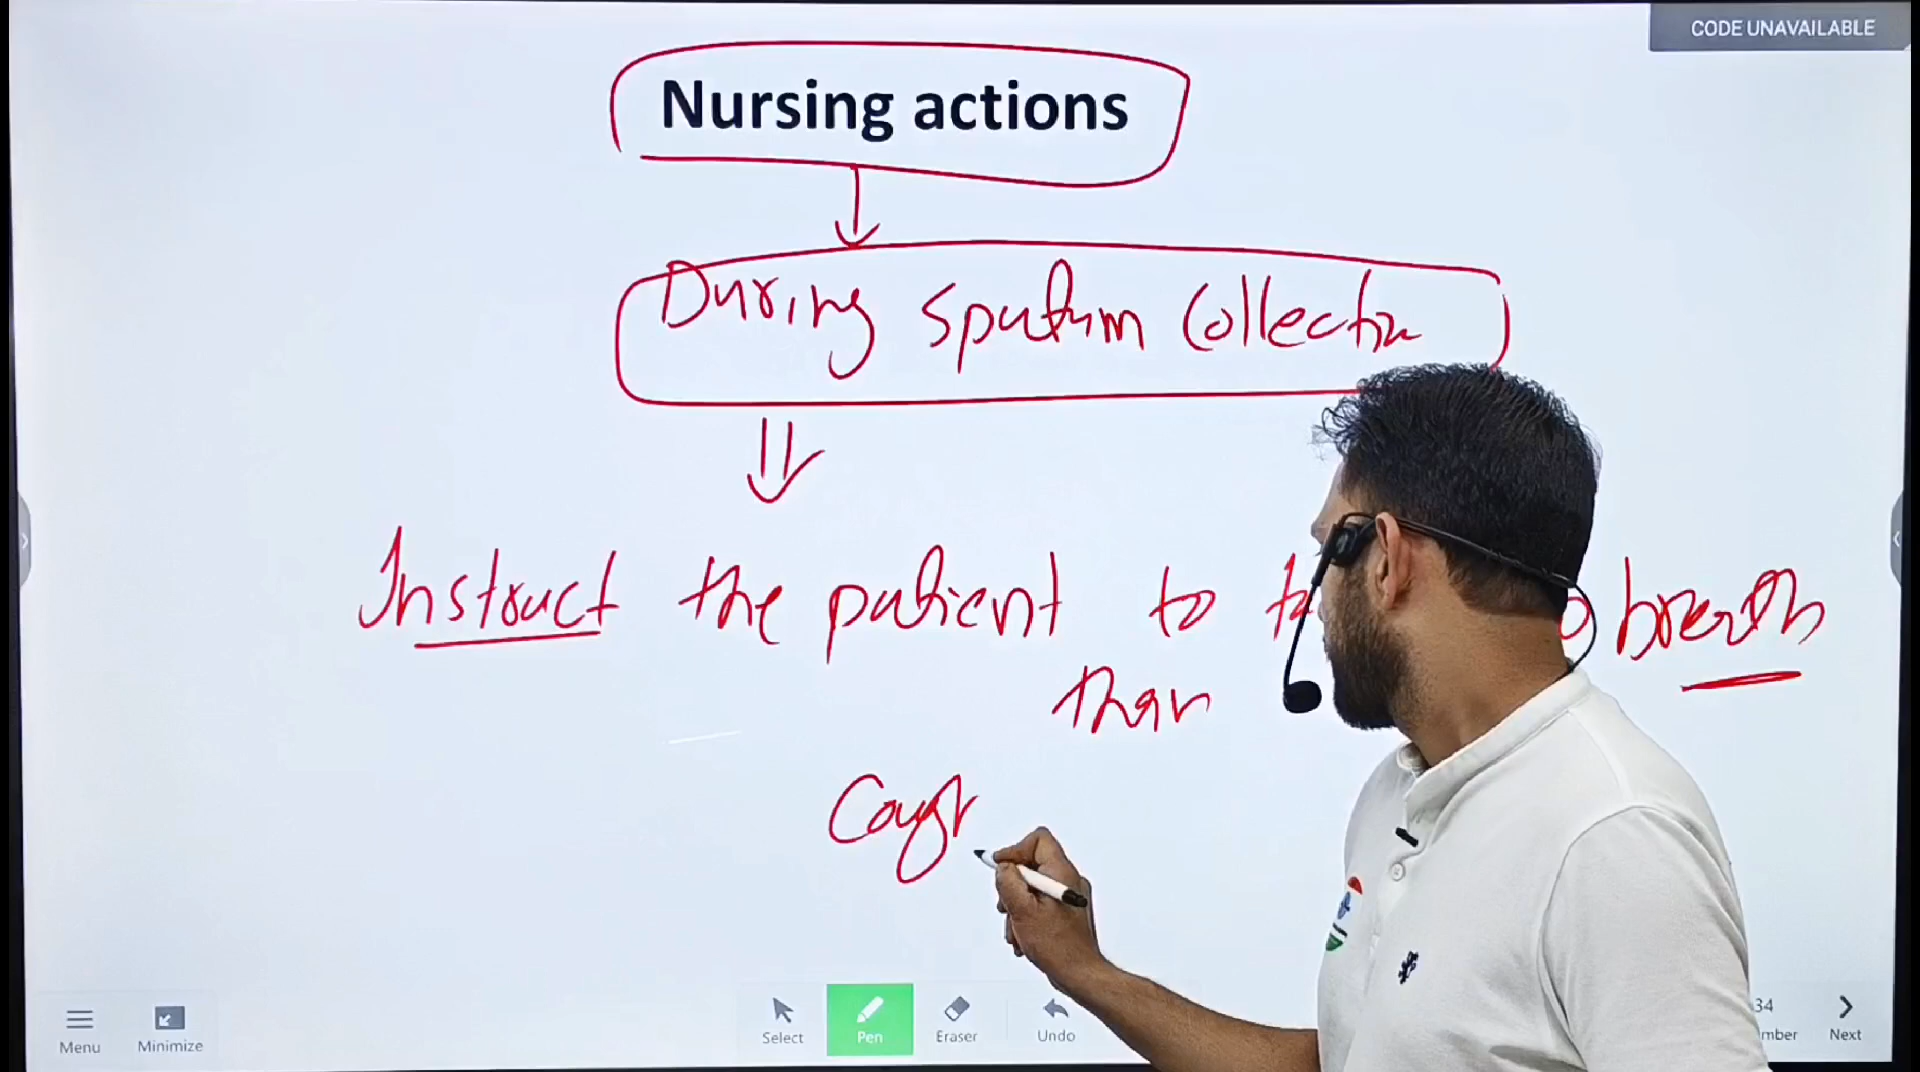 CODE UNAVAILABLE
Nursing actions
During sputum Collection
Instruct the patient to breath
than
Cough
Menu
Minimize
Select
Pen
Eraser
Undo
34
Next